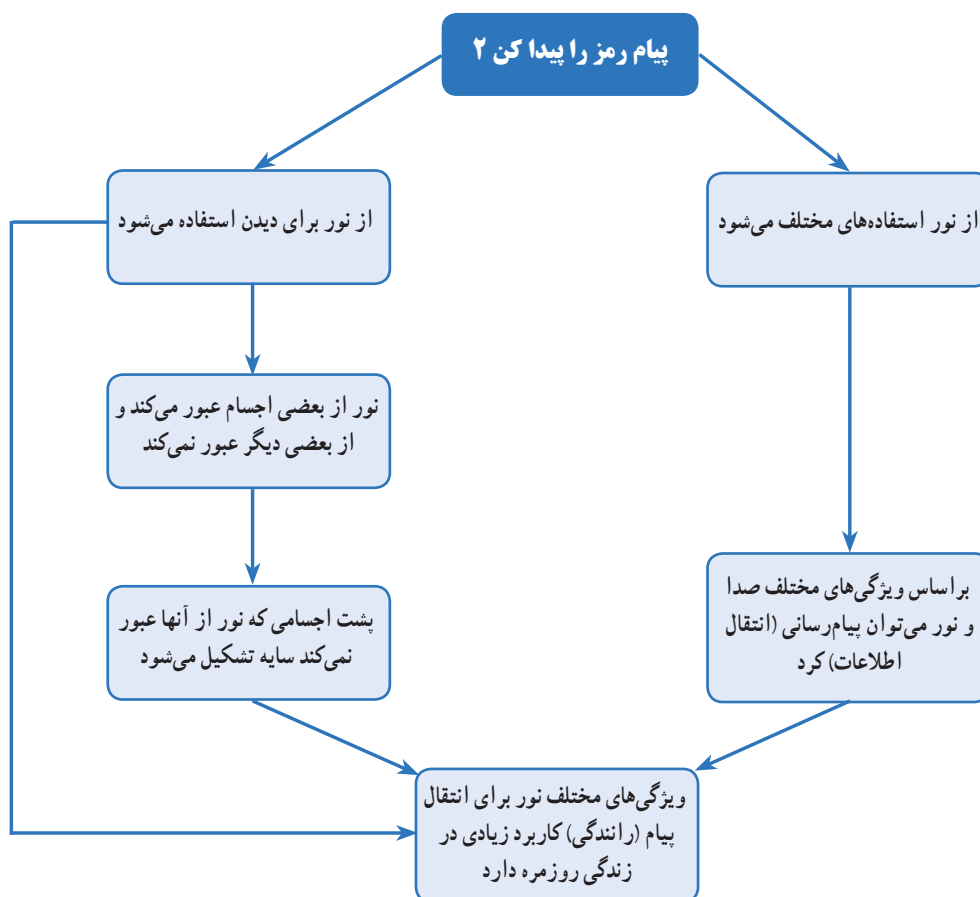 پیام رمز را پیدا کن ۲
از نور استفاده‌های مختلف می‌شود
از نور برای دیدن استفاده می‌شود
نور از بعضی اجسام عبور می‌کند و
از بعضی دیگر عبور نمی‌کند
براساس ویژگی‌های مختلف صدا
و نور می‌توان پیام‌رسانی (انتقال
اطلاعات) کرد
پشت اجسامی که نور از آنها عبور
نمی‌کند سایه تشکیل می‌شود
ویژگی‌های مختلف نور برای انتقال
پیام (رانندگی) کاربرد زیادی در
زندگی روزمره دارد